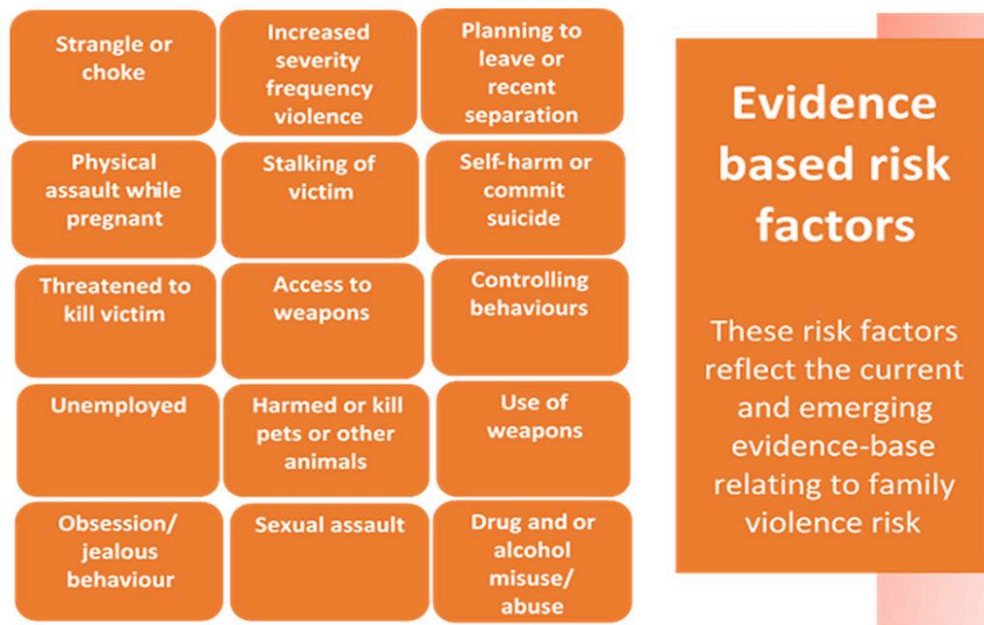 Strangle or
choke
Increased
severity
frequency
violence
Planning to
leave or
recent
separation
Physical
assault while
pregnant
Stalking of
victim
Self-harm or
commit
suicide
Threatened to
kill victim
Access to
weapons
Controlling
behaviours
Unemployed
Harmed or kill
pets or other
animals
Use of
weapons
Obsession/
jealous
behaviour
Sexual assault
Drug and or
alcohol
misuse/
abuse
Evidence
based risk
factors
These risk factors
reflect the current
and emerging
evidence-base
relating to family
violence risk